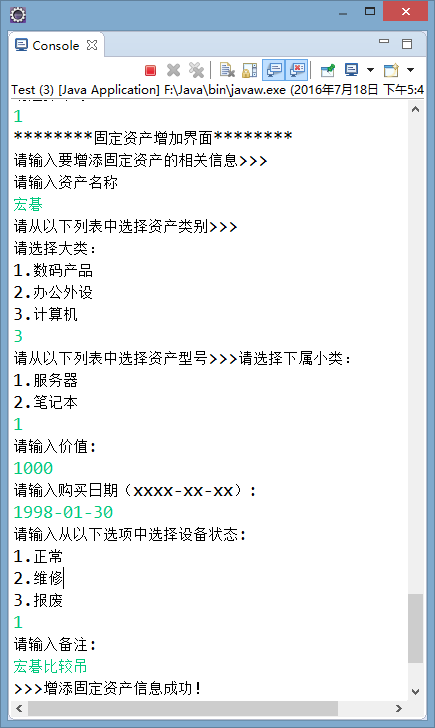 Console
Test (3) [Java Application] F:\Java\bin\javaw.exe (2016年7月18日 下午5:4
1
********固定资产增加界面********
请输入要增添固定资产的相关信息>>>
请输入资产名称
宏碁
请从以下列表中选择资产类别>>>
请选择大类：
1.数码产品
2.办公外设
3.计算机
3
请从以下列表中选择资产型号>>>请选择下属小类：
1.服务器
2.笔记本
1
请输入价值：
1000
请输入购买日期（xxxx-xx-xx）：
1998-01-30
请输入从以下选项中选择设备状态：
1.正常
2.维修
3.报废
1
请输入备注：
宏碁比较吊
>>>增添固定资产信息成功！